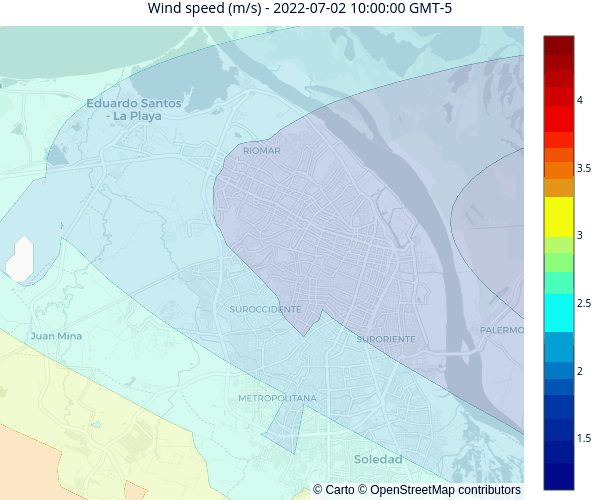 Wind speed (m/s) - 2022-07-02 10:00:00 GMT-5
Eduardo Santos
- La Playa
RIOMAR
SUROCCIDENTE
SURORIENTE
PALERMO
Juan Mina
METROPOLITANA
Soledad
© Carto © OpenStreetMap contributors
4
3.5
3
2.5
2
1.5